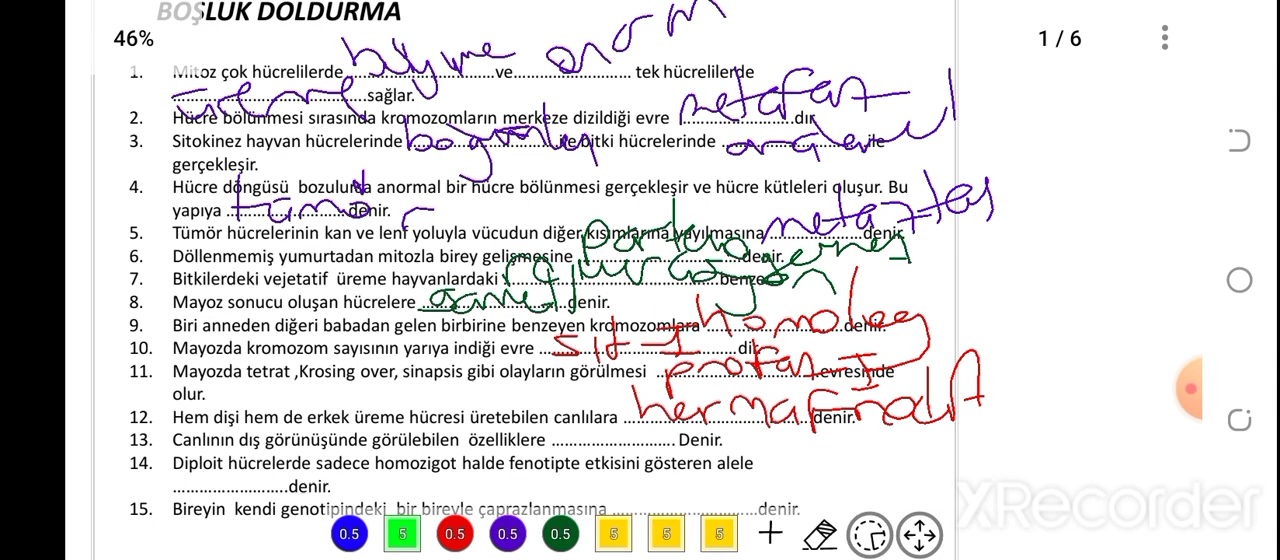 BOŞLUK DOLDURMA
46%
1 / 6
büyme onorm
1. Mitoz çok hücrelilerde ........................ve........................ tek hücrelilerde
üreme ........................sağlar.
2. Hücre bölünmesi sırasında kromozomların merkeze dizildiği evre metafaz ........................dır
3. Sitokinez hayvan hücrelerinde boğumla ........................ile bitki hücrelerinde ........................ile
gerçekleşir.
4. Hücre döngüsü bozulursa anormal bir hücre bölünmesi gerçekleşir ve hücre kütleleri oluşur. Bu
yapıya tümör ........................denir.
5. Tümör hücrelerinin kan ve lenf yoluyla vücudun diğer kısımlarına yayılmasına metaztas ........................denir
6. Döllenmemiş yumurtadan mitozla birey gelişmesine partenogenes ........................denir.
7. Bitkilerdeki vejetatif üreme hayvanlardaki ........................benzer
8. Mayoz sonucu oluşan hücrelere gamet ........................denir.
9. Biri anneden diğeri babadan gelen birbirine benzeyen kromozomlara homolog ........................denir.
10. Mayozda kromozom sayısının yarıya indiği evre ........................dir
11. Mayozda tetrat ,Krosing over, sinapsis gibi olayların görülmesi profaz I ........................evresinde
olur.
12. Hem dişi hem de erkek üreme hücresi üretebilen canlılara hermafrodit ........................denir.
13. Canlının dış görünüşünde görülebilen özelliklere ........................... Denir.
14. Diploit hücrelerde sadece homozigot halde fenotipte etkisini gösteren alele
.........................denir.
15. Bireyin kendi genotipindeki bir bireyle çaprazlanmasına ................................denir.
0.5 5 0.5 0.5 0.5 5 5 5
XRecorder